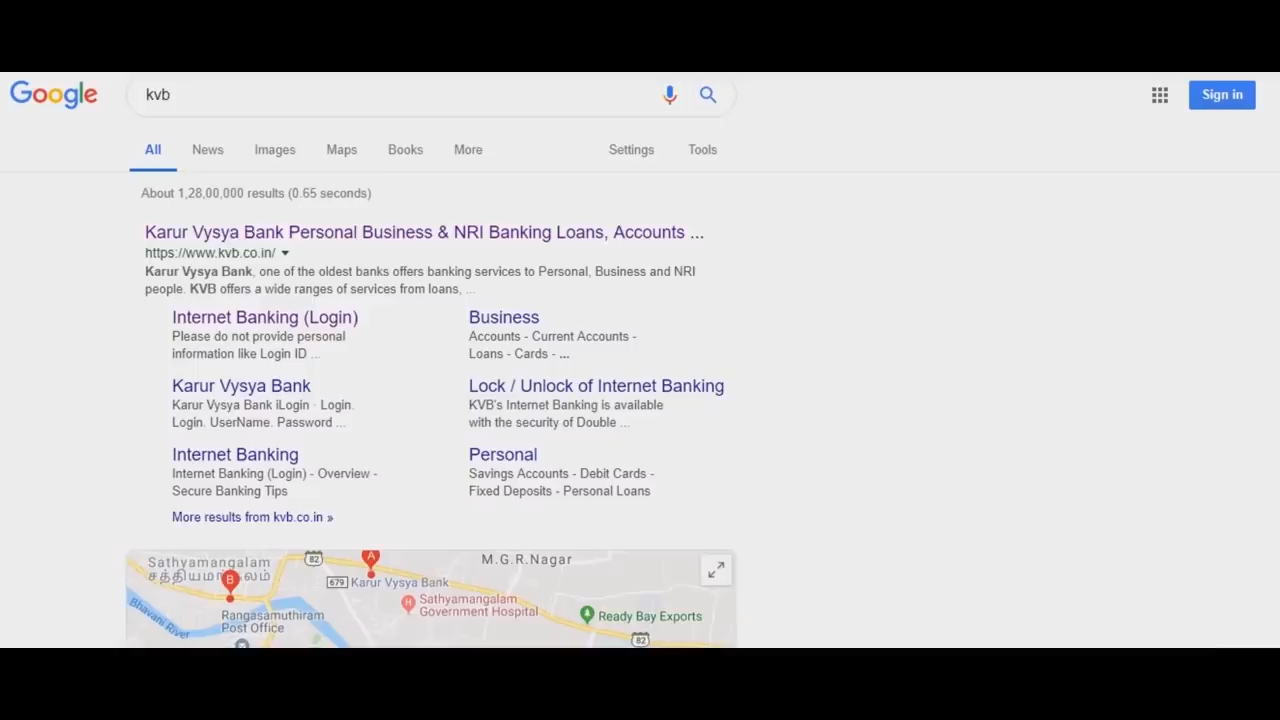 Google
kvb
Sign in
All News Images Maps Books More Settings Tools
About 1,28,00,000 results (0.65 seconds)
Karur Vysya Bank Personal Business & NRI Banking Loans, Accounts ...
https://www.kvb.co.in/
Karur Vysya Bank, one of the oldest banks offers banking services to Personal, Business and NRI
people. KVB offers a wide ranges of services from loans, ...
Internet Banking (Login)
Please do not provide personal
information like Login ID ...
Business
Accounts - Current Accounts -
Loans - Cards - ...
Karur Vysya Bank
Karur Vysya Bank iLogin · Login.
Login. UserName. Password ...
Lock / Unlock of Internet Banking
KVB's Internet Banking is available
with the security of Double ...
Internet Banking
Internet Banking (Login) - Overview -
Secure Banking Tips
Personal
Savings Accounts - Debit Cards -
Fixed Deposits - Personal Loans
More results from kvb.co.in »
Sathyamangalam
சத்தியமங்கலம்
82
A
M.G.R.Nagar
B
679 Karur Vysya Bank
Bhavani River
Rangasamuthiram
Post Office
H
Sathyamangalam
Government Hospital
Ready Bay Exports
82